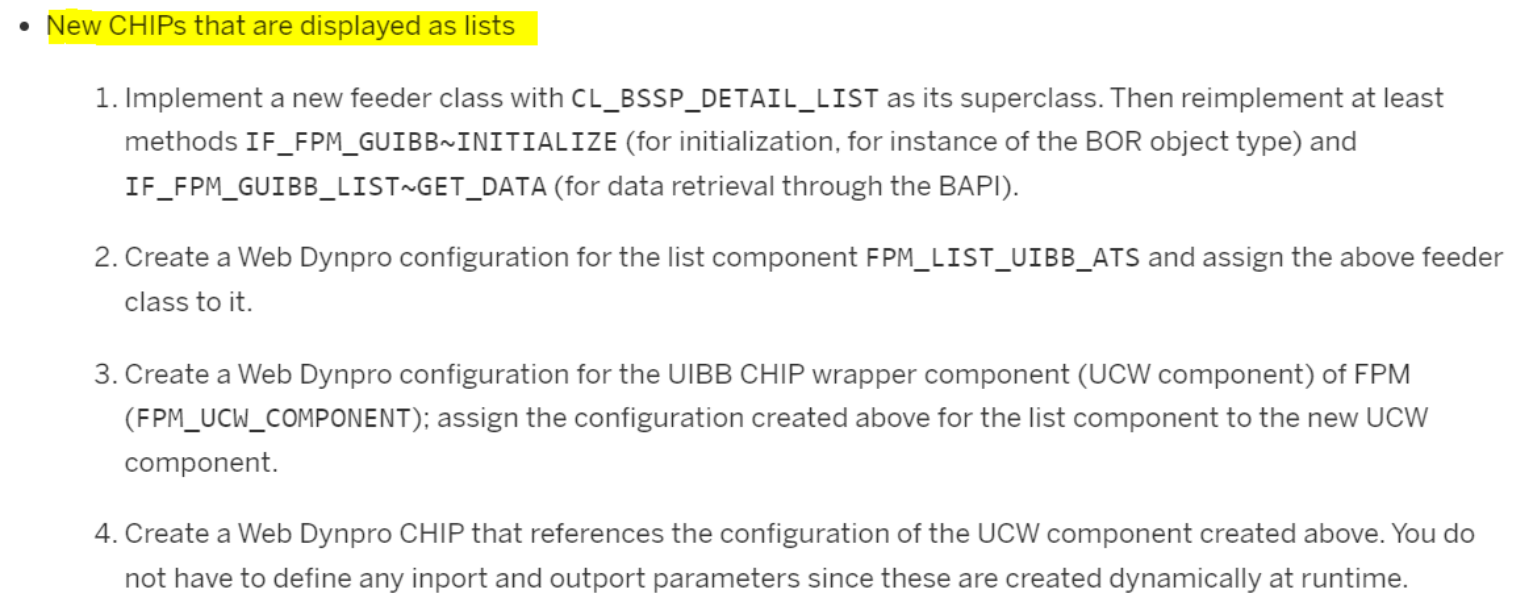 • New CHIPs that are displayed as lists
1. Implement a new feeder class with CL_BSSP_DETAIL_LIST as its superclass. Then reimplement at least
methods IF_FPM_GUIBB~INITIALIZE (for initialization, for instance of the BOR object type) and
IF_FPM_GUIBB_LIST~GET_DATA (for data retrieval through the BAPI).
2. Create a Web Dynpro configuration for the list component FPM_LIST_UIBB_ATS and assign the above feeder
class to it.
3. Create a Web Dynpro configuration for the UIBB CHIP wrapper component (UCW component) of FPM
(FPM_UCW_COMPONENT); assign the configuration created above for the list component to the new UCW
component.
4. Create a Web Dynpro CHIP that references the configuration of the UCW component created above. You do
not have to define any inport and outport parameters since these are created dynamically at runtime.